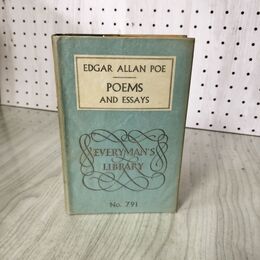 EDGAR ALLAN POE
POEMS
AND ESSAYS
EVERYMAN'S
LIBRARY
No. 791